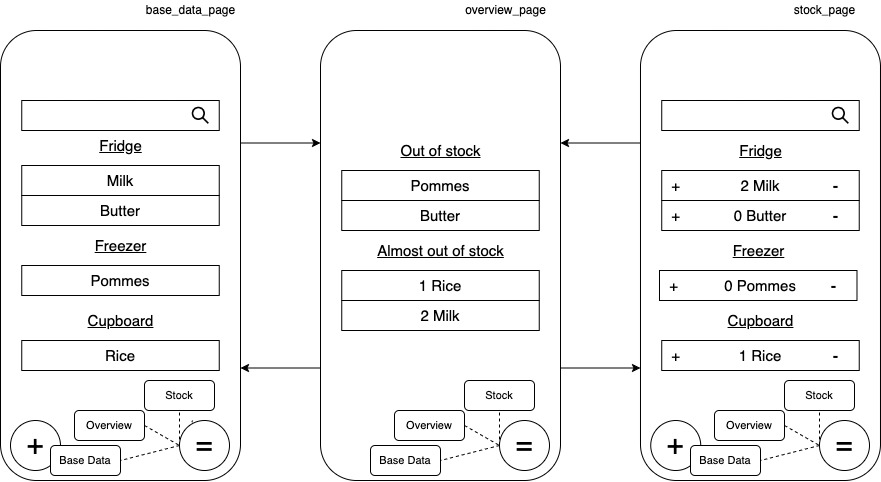 base_data_page
Fridge
Milk
Butter
Freezer
Pommes
Cupboard
Rice
Stock
Overview
Base Data
+
=
overview_page
Out of stock
Pommes
Butter
Almost out of stock
1 Rice
2 Milk
Stock
Overview
Base Data
=
stock_page
Fridge
+ 2 Milk -
+ 0 Butter -
Freezer
+ 0 Pommes -
Cupboard
+ 1 Rice -
Stock
Overview
Base Data
+
=